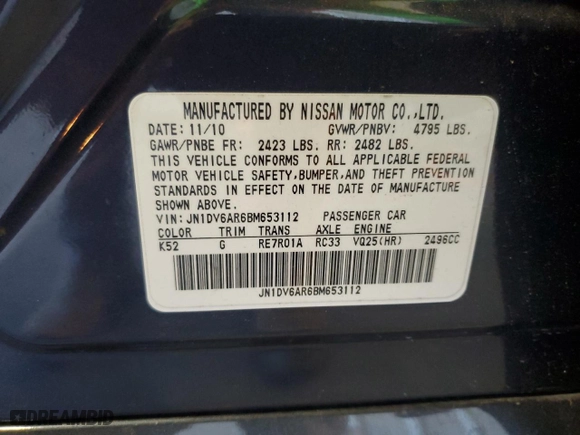 MANUFACTURED BY NISSAN MOTOR CO.,LTD.
DATE: 11/10 GVWR/PNBV: 4795 LBS.
GAWR/PNBE FR: 2423 LBS. RR: 2482 LBS.
THIS VEHICLE CONFORMS TO ALL APPLICABLE FEDERAL
MOTOR VEHICLE SAFETY,BUMPER,AND THEFT PREVENTION
STANDARDS IN EFFECT ON THE DATE OF MANUFACTURE
SHOWN ABOVE.
VIN: JN1DV6AR6BM653112 PASSENGER CAR
COLOR TRIM TRANS AXLE ENGINE
K52 G RE7R01A RC33 VQ25(HR) 2496CC
JN1DV6AR6BM653112
DREAMBID